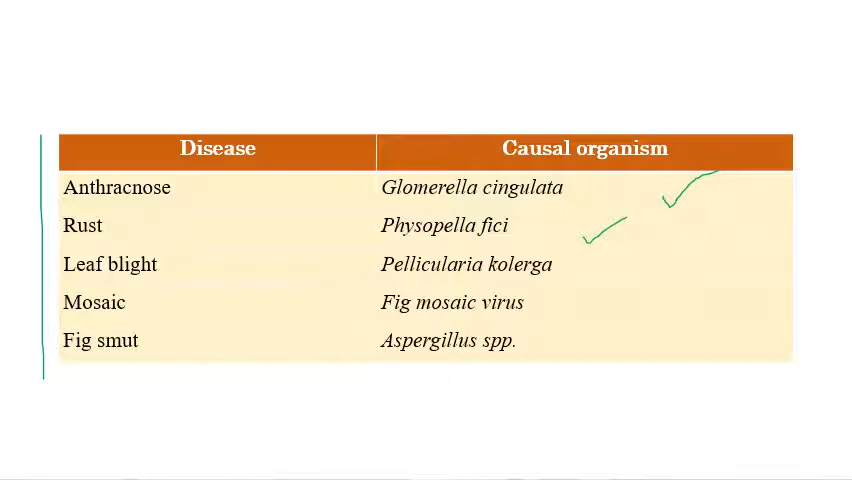 Disease Causal organism
Anthracnose Glomerella cingulata
Rust Physopella fici
Leaf blight Pellicularia kolerga
Mosaic Fig mosaic virus
Fig smut Aspergillus spp.